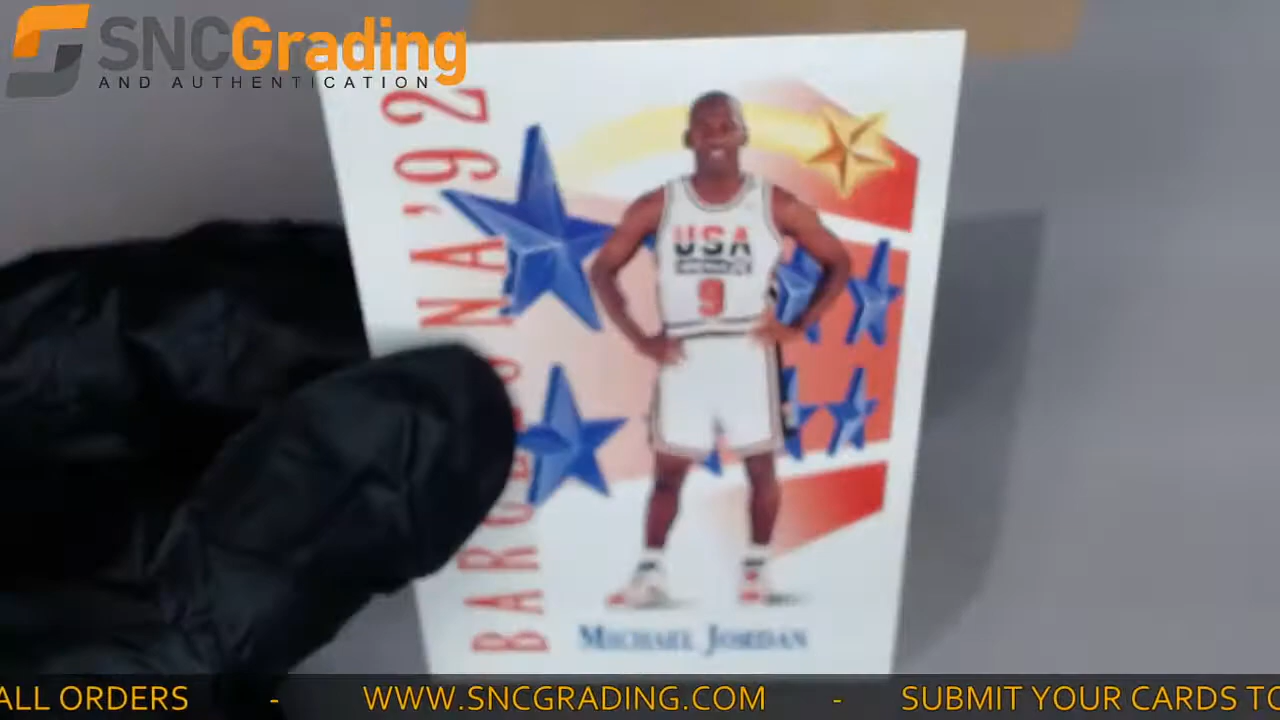 SNCGrading
AND AUTHENTICATION
BARCELONA '92
USA
9
MICHAEL JORDAN
ALL ORDERS - WWW.SNCGRADING.COM - SUBMIT YOUR CARDS TO